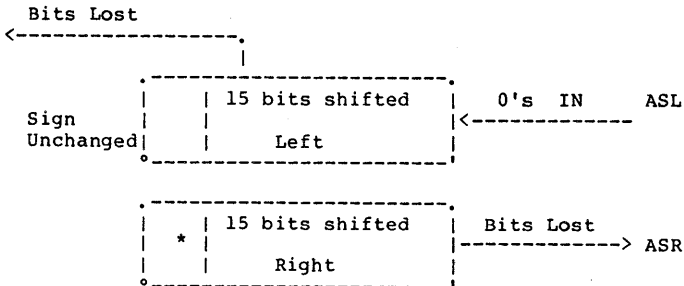 Bits Lost
15 bits shifted 0's IN ASL
Sign
Unchanged Left
15 bits shifted Bits Lost
* ASR
Right